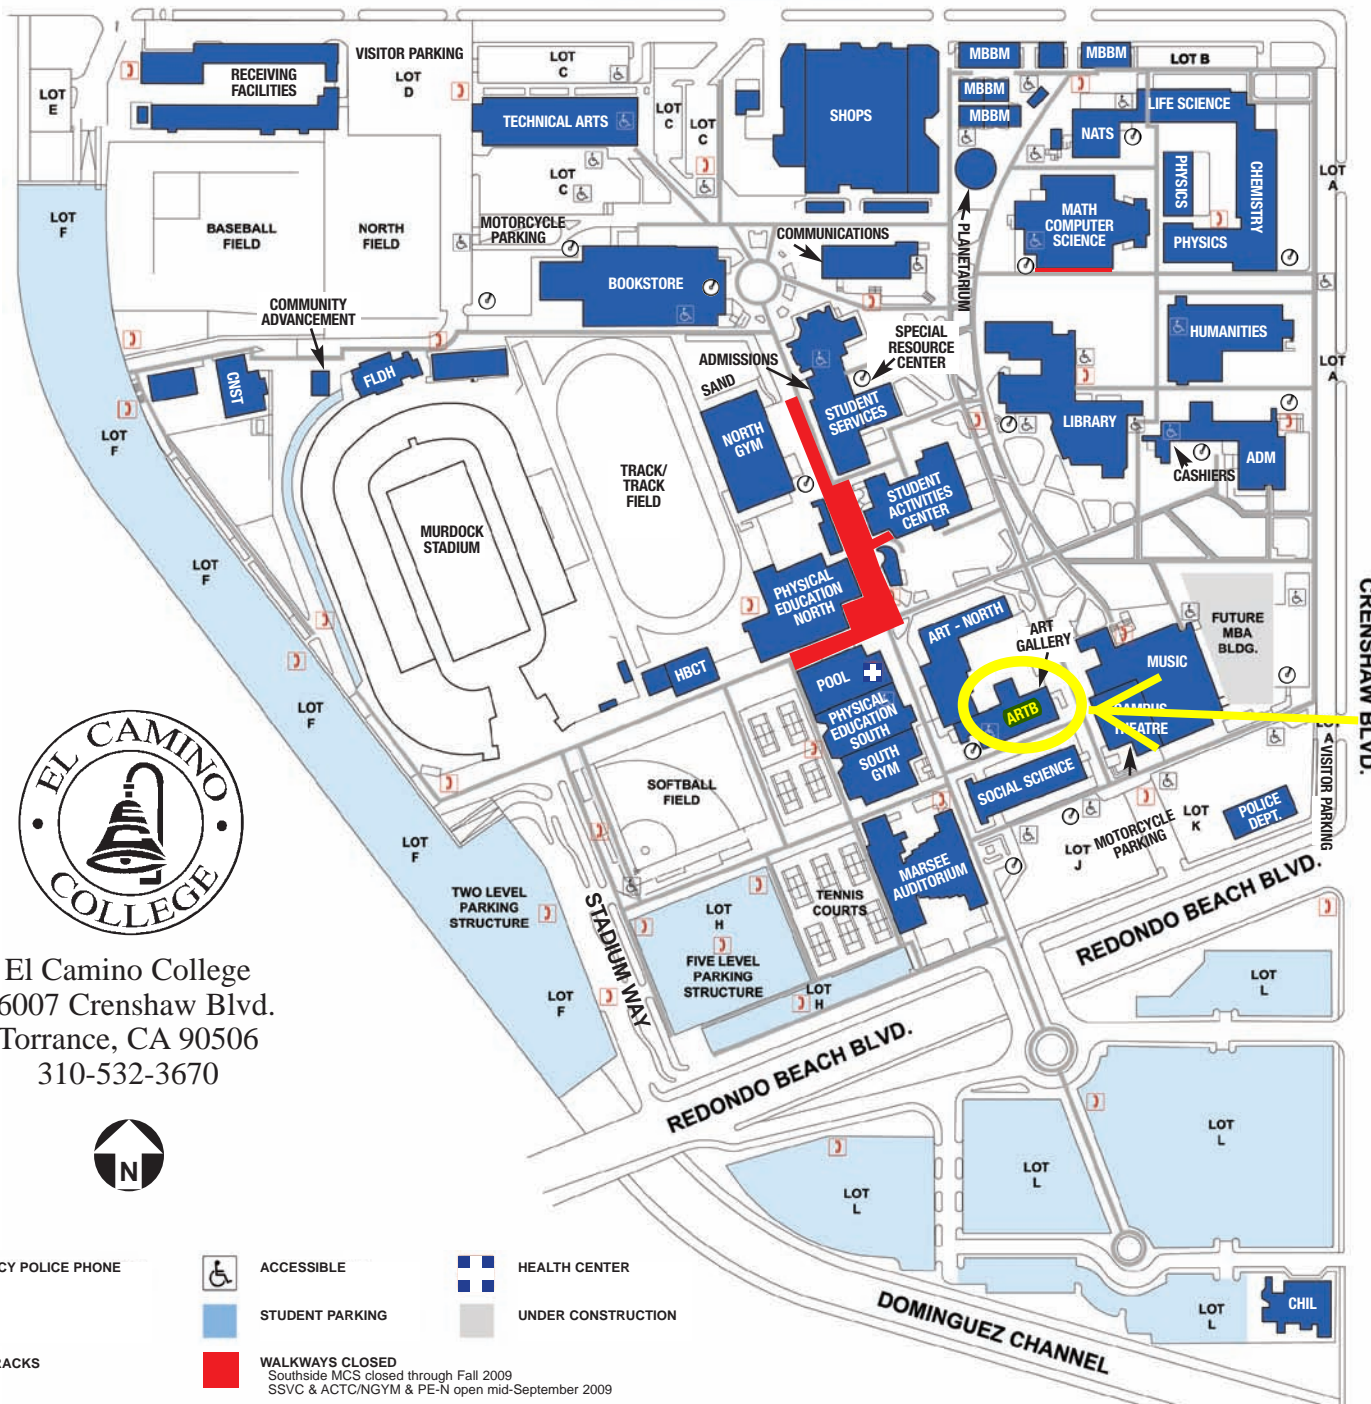 VISITOR PARKING
LOT
D
RECEIVING
FACILITIES
LOT
E
LOT
C
TECHNICAL ARTS
LOT
C
LOT
C
LOT
C
SHOPS
MBBM
MBBM
LOT B
MBBM
MBBM
LIFE SCIENCE
NATS
PHYSICS
CHEMISTRY
PHYSICS
LOT
A
MATH
COMPUTER
SCIENCE
PLANETARIUM
COMMUNICATIONS
LOT
F
BASEBALL
FIELD
NORTH
FIELD
MOTORCYCLE
PARKING
BOOKSTORE
COMMUNITY
ADVANCEMENT
CNST
FLDH
SAND
ADMISSIONS
SPECIAL
RESOURCE
CENTER
STUDENT
SERVICES
NORTH
GYM
HUMANITIES
LOT
A
LIBRARY
CASHIERS
ADM
LOT
F
TRACK/
TRACK
FIELD
MURDOCK
STADIUM
STUDENT
ACTIVITIES
CENTER
LOT
F
PHYSICAL
EDUCATION
NORTH
ART - NORTH
ART
GALLERY
FUTURE
MBA
BLDG.
CRENSHAW BLVD.
MUSIC
HBCT
POOL
PHYSICAL
EDUCATION
SOUTH
SOUTH
GYM
ARTB
CAMPUS
THEATRE
LOT
F
LOT
A VISITOR PARKING
SOCIAL SCIENCE
SOFTBALL
FIELD
POLICE
DEPT.
LOT
K
MOTORCYCLE
PARKING
LOT
J
LOT
F
MARSEE
AUDITORIUM
TENNIS
COURTS
TWO LEVEL
PARKING
STRUCTURE
STADIUM WAY
LOT
H
FIVE LEVEL
PARKING
STRUCTURE
LOT
H
LOT
F
REDONDO BEACH BLVD.
REDONDO BEACH BLVD.
LOT
L
LOT
L
LOT
L
LOT
L
LOT
L
CHIL
DOMINGUEZ CHANNEL
EL CAMINO
COLLEGE
El Camino College
6007 Crenshaw Blvd.
Torrance, CA 90506
310-532-3670
N
CY POLICE PHONE
ACCESSIBLE
HEALTH CENTER
STUDENT PARKING
UNDER CONSTRUCTION
RACKS
WALKWAYS CLOSED
Southside MCS closed through Fall 2009
SSVC & ACTC/NGYM & PE-N open mid-September 2009